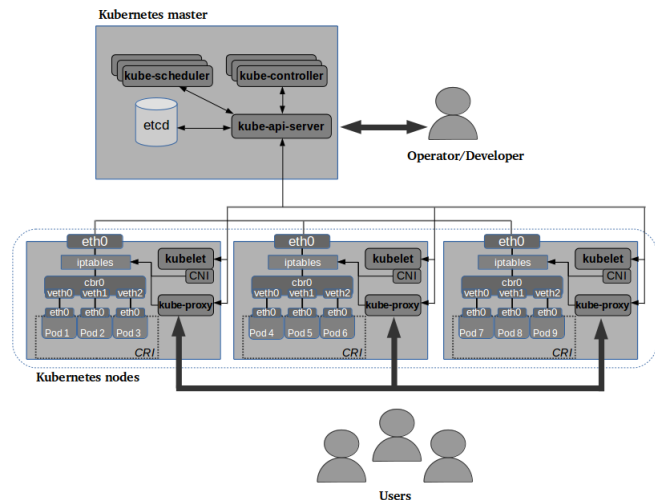 Kubernetes master
kube-scheduler
kube-controller
etcd
kube-api-server
Operator/Developer
eth0
iptables
kubelet
CNI
cbr0
veth0 veth1 veth2
kube-proxy
eth0 eth0 eth0
Pod 1 Pod 2 Pod 3
CRI
eth0
iptables
kubelet
CNI
cbr0
veth0 veth1 veth2
kube-proxy
eth0 eth0 eth0
Pod 4 Pod 5 Pod 6
CRI
eth0
iptables
kubelet
CNI
cbr0
veth0 veth1 veth2
kube-proxy
eth0 eth0 eth0
Pod 7 Pod 8 Pod 9
CRI
Kubernetes nodes
Users